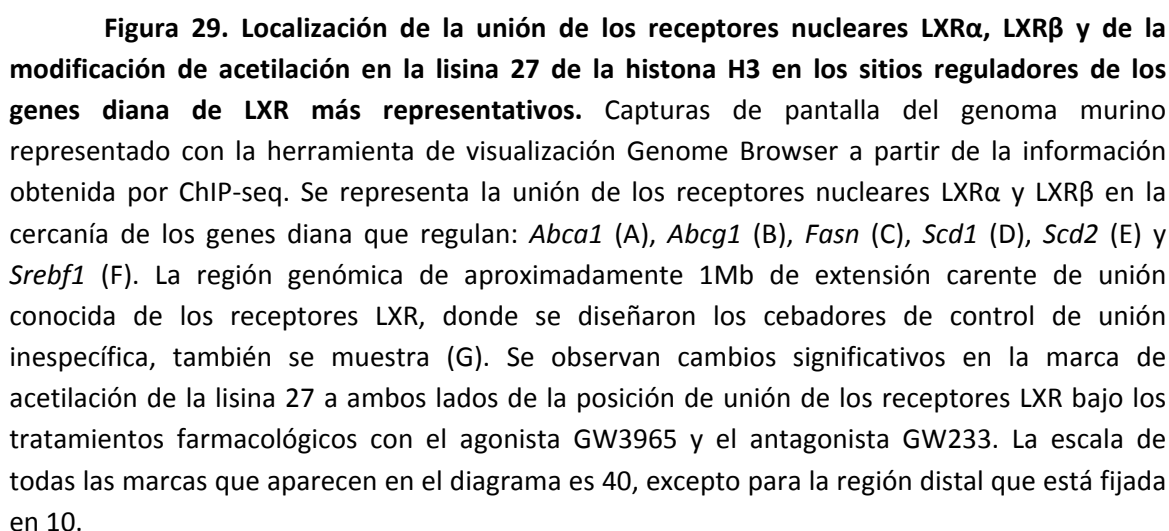 Figura 29. Localización de la unión de los receptores nucleares LXRα, LXRβ y de la
modificación de acetilación en la lisina 27 de la histona H3 en los sitios reguladores de los
genes diana de LXR más representativos. Capturas de pantalla del genoma murino
representado con la herramienta de visualización Genome Browser a partir de la información
obtenida por ChIP-seq. Se representa la unión de los receptores nucleares LXRα y LXRβ en la
cercanía de los genes diana que regulan: Abca1 (A), Abcg1 (B), Fasn (C), Scd1 (D), Scd2 (E) y
Srebf1 (F). La región genómica de aproximadamente 1Mb de extensión carente de unión
conocida de los receptores LXR, donde se diseñaron los cebadores de control de unión
inespecífica, también se muestra (G). Se observan cambios significativos en la marca de
acetilación de la lisina 27 a ambos lados de la posición de unión de los receptores LXR bajo los
tratamientos farmacológicos con el agonista GW3965 y el antagonista GW233. La escala de
todas las marcas que aparecen en el diagrama es 40, excepto para la región distal que está fijada
en 10.